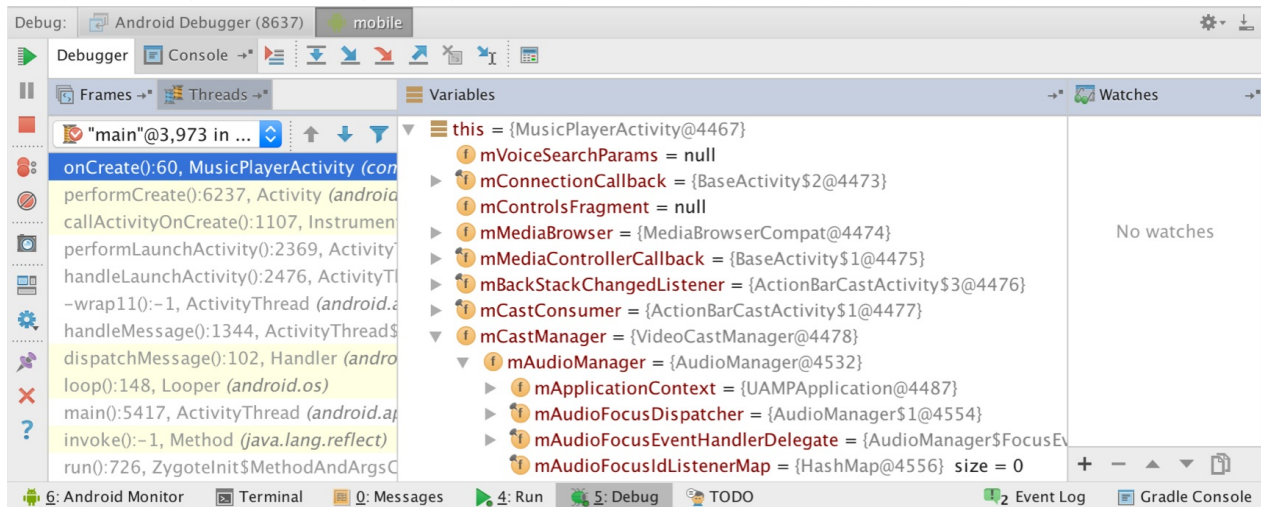 Debug: Android Debugger (8637) mobile
Debugger Console
Frames Threads Variables Watches
"main"@3,973 in ...
onCreate():60, MusicPlayerActivity (com
performCreate():6237, Activity (android
callActivityOnCreate():1107, Instrumen
performLaunchActivity():2369, Activity
handleLaunchActivity():2476, ActivityTl
-wrap11():-1, ActivityThread (android.a
handleMessage():1344, ActivityThread$
dispatchMessage():102, Handler (andro
loop():148, Looper (android.os)
main():5417, ActivityThread (android.ap
invoke():-1, Method (java.lang.reflect)
run():726, ZygoteInit$MethodAndArgsC
this = {MusicPlayerActivity@4467}
mVoiceSearchParams = null
mConnectionCallback = {BaseActivity$2@4473}
mControlsFragment = null
mMediaBrowser = {MediaBrowserCompat@4474}
mMediaControllerCallback = {BaseActivity$1@4475}
mBackStackChangedListener = {ActionBarCastActivity$3@4476}
mCastConsumer = {ActionBarCastActivity$1@4477}
mCastManager = {VideoCastManager@4478}
mAudioManager = {AudioManager@4532}
mApplicationContext = {UAMPApplication@4487}
mAudioFocusDispatcher = {AudioManager$1@4554}
mAudioFocusEventHandlerDelegate = {AudioManager$FocusEv
mAudioFocusIdListenerMap = {HashMap@4556} size = 0
No watches
6: Android Monitor Terminal 0: Messages 4: Run 5: Debug TODO 2 Event Log Gradle Console